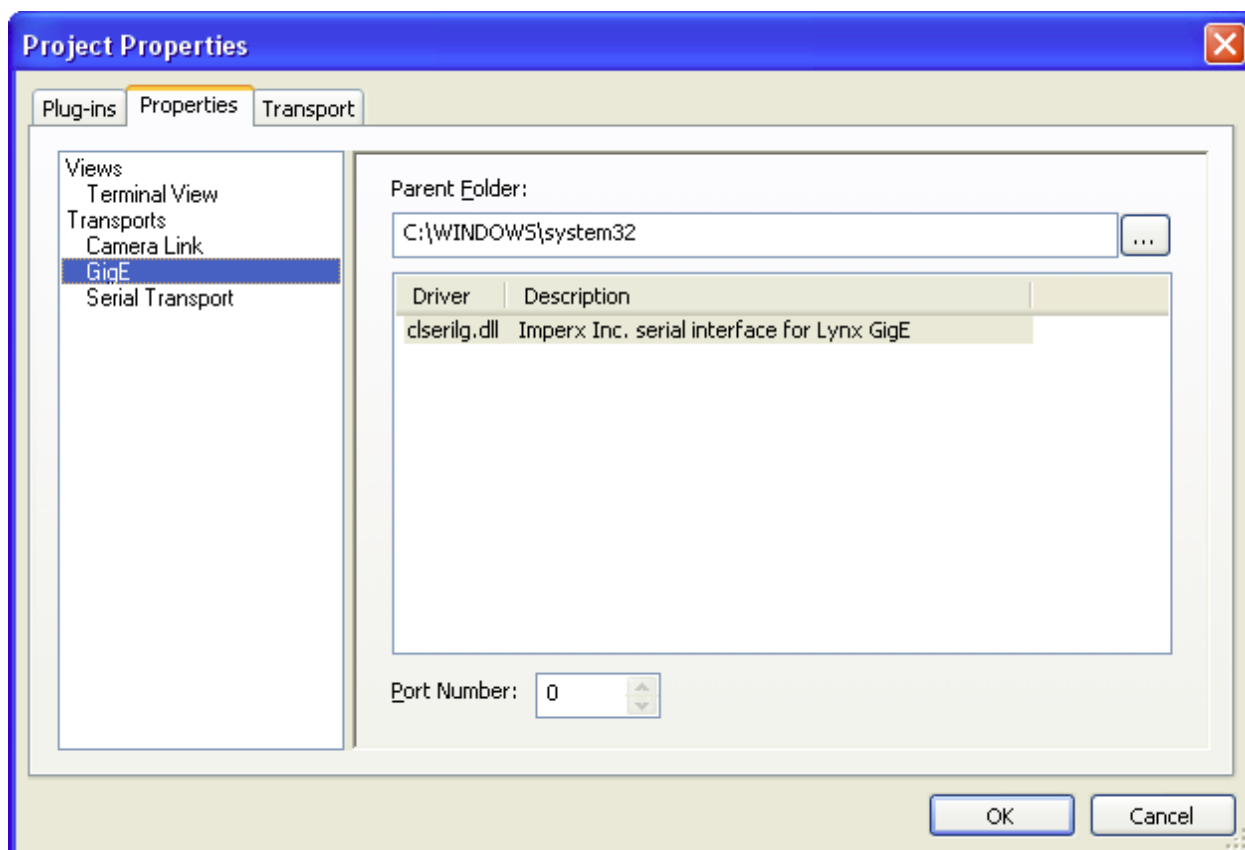 Project Properties
Plug-ins Properties Transport
Views
Terminal View
Transports
Camera Link
GigE
Serial Transport
Parent Folder:
C:\WINDOWS\system32
...
Driver Description
clserilg.dll Imperx Inc. serial interface for Lynx GigE
Port Number: 0
OK Cancel